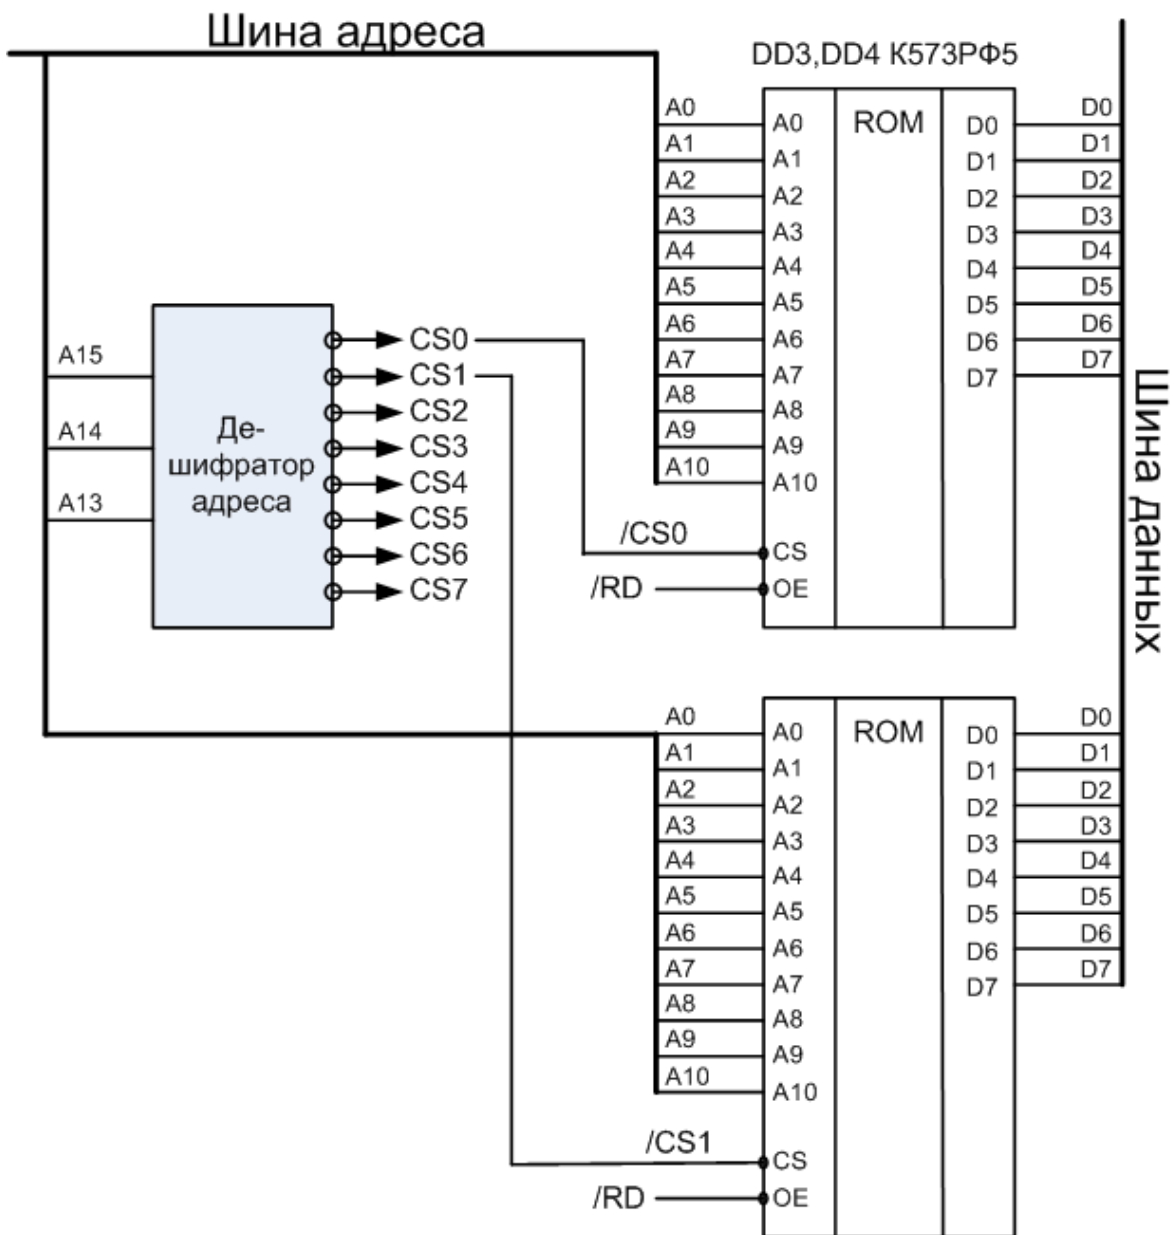 Шина адреса
DD3,DD4 К573РФ5
A0
A1
A2
A3
A4
A5
A6
A7
A8
A9
A10
A0
A1
A2
A3
A4
A5
A6
A7
A8
A9
A10
/CS0
CS
/RD
OE
ROM
D0
D1
D2
D3
D4
D5
D6
D7
D0
D1
D2
D3
D4
D5
D6
D7
A15
A14
A13
Де-
шифратор
адреса
CS0
CS1
CS2
CS3
CS4
CS5
CS6
CS7
Шина данных
A0
A1
A2
A3
A4
A5
A6
A7
A8
A9
A10
A0
A1
A2
A3
A4
A5
A6
A7
A8
A9
A10
/CS1
CS
/RD
OE
ROM
D0
D1
D2
D3
D4
D5
D6
D7
D0
D1
D2
D3
D4
D5
D6
D7